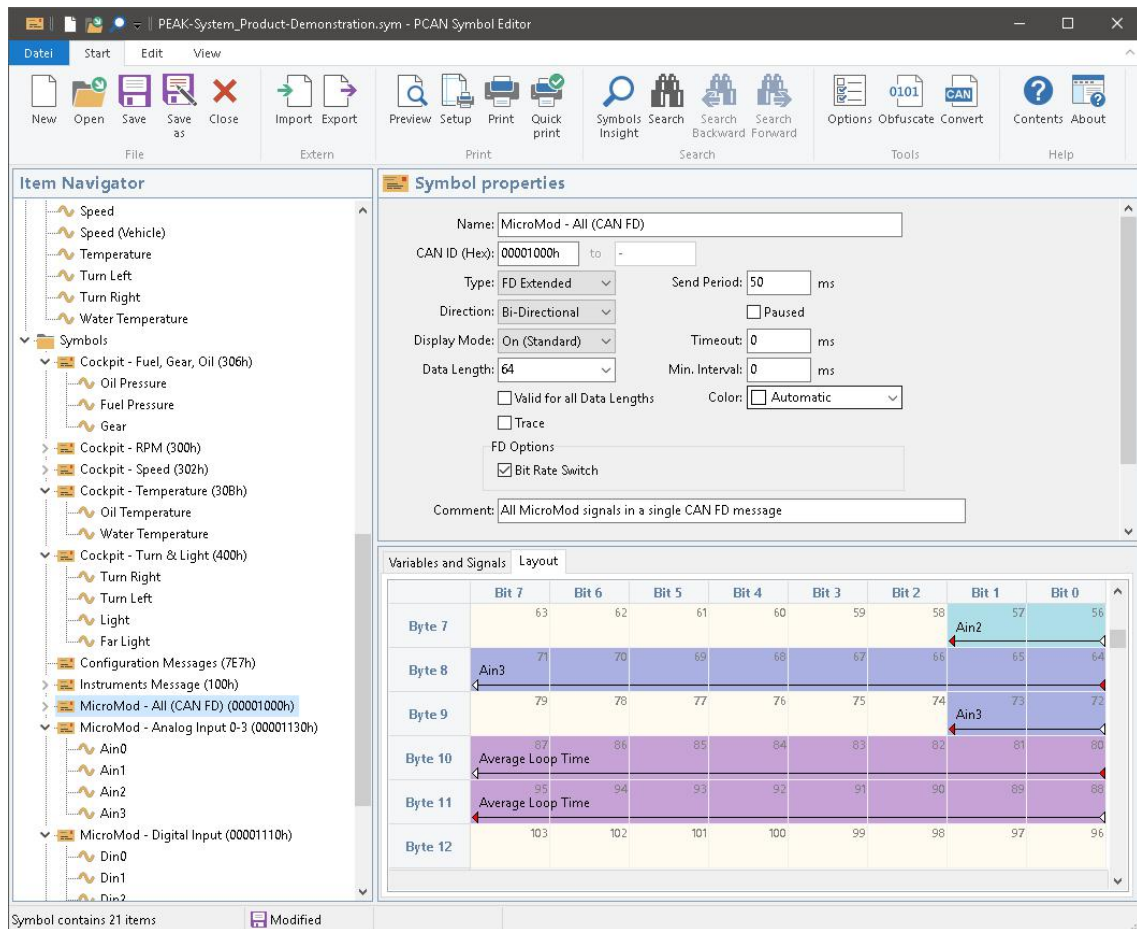 PEAK-System_Product-Demonstration.sym - PCAN Symbol Editor
Datei Start Edit View
New Open Save Save as Close Import Export Preview Setup Print Quick print Symbols Insight Search Search Backward Search Forward Options Obfuscate Convert Contents About
0101 CAN
File Extern Print Search Tools Help
Item Navigator
Speed
Speed (Vehicle)
Temperature
Turn Left
Turn Right
Water Temperature
Symbols
Cockpit - Fuel, Gear, Oil (306h)
Oil Pressure
Fuel Pressure
Gear
Cockpit - RPM (300h)
Cockpit - Speed (302h)
Cockpit - Temperature (30Bh)
Oil Temperature
Water Temperature
Cockpit - Turn & Light (400h)
Turn Right
Turn Left
Light
Far Light
Configuration Messages (7E7h)
Instruments Message (100h)
MicroMod - All (CAN FD) (00001000h)
MicroMod - Analog Input 0-3 (00001130h)
Ain0
Ain1
Ain2
Ain3
MicroMod - Digital Input (00001110h)
Din0
Din1
Din2
Symbol properties
Name: MicroMod - All (CAN FD)
CAN ID (Hex): 00001000h to -
Type: FD Extended Send Period: 50 ms
Direction: Bi-Directional Paused
Display Mode: On (Standard) Timeout: 0 ms
Data Length: 64 Min. Interval: 0 ms
Valid for all Data Lengths Color: Automatic
Trace
FD Options
Bit Rate Switch
Comment: All MicroMod signals in a single CAN FD message
Variables and Signals Layout
Bit 7 Bit 6 Bit 5 Bit 4 Bit 3 Bit 2 Bit 1 Bit 0
Byte 7 63 62 61 60 59 58 57 56
Ain2
Byte 8 71 70 69 68 67 66 65 64
Ain3
Byte 9 79 78 77 76 75 74 73 72
Ain3
Byte 10 87 86 85 84 83 82 81 80
Average Loop Time
Byte 11 95 94 93 92 91 90 89 88
Average Loop Time
Byte 12 103 102 101 100 99 98 97 96
Symbol contains 21 items Modified